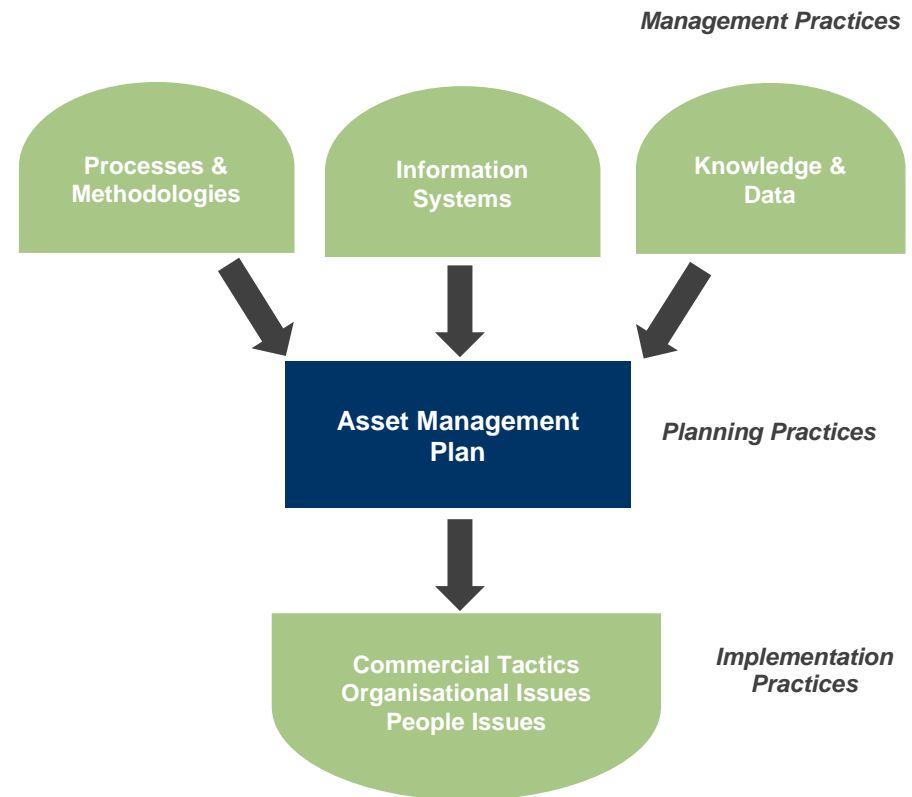 Management Practices
Processes &
Methodologies
Information
Systems
Knowledge &
Data
Asset Management
Plan
Planning Practices
Commercial Tactics
Organisational Issues
People Issues
Implementation
Practices